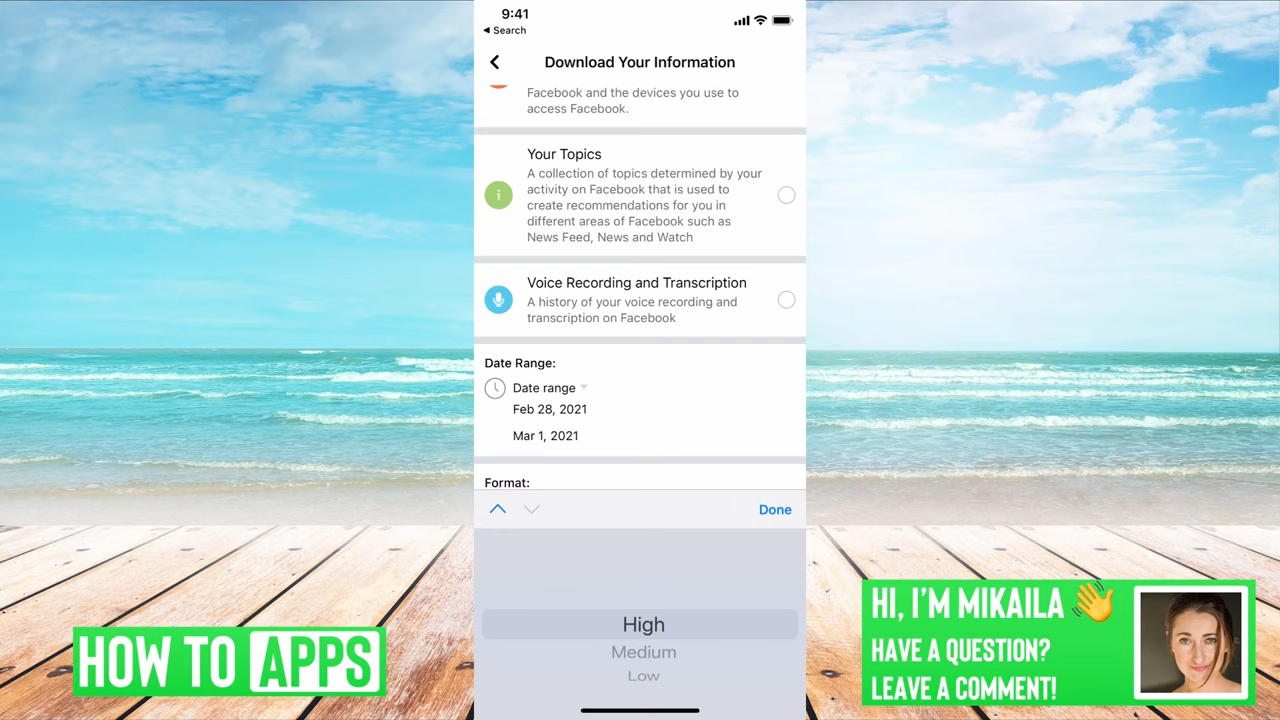 9:41
◀ Search
Download Your Information
Facebook and the devices you use to
access Facebook.
Your Topics
A collection of topics determined by your
activity on Facebook that is used to
create recommendations for you in
different areas of Facebook such as
News Feed, News and Watch
Voice Recording and Transcription
A history of your voice recording and
transcription on Facebook
Date Range:
Date range
Feb 28, 2021
Mar 1, 2021
Format:
Done
High
Medium
Low
HOW TO APPS
HI, I'M MIKAILA 👋
HAVE A QUESTION?
LEAVE A COMMENT!